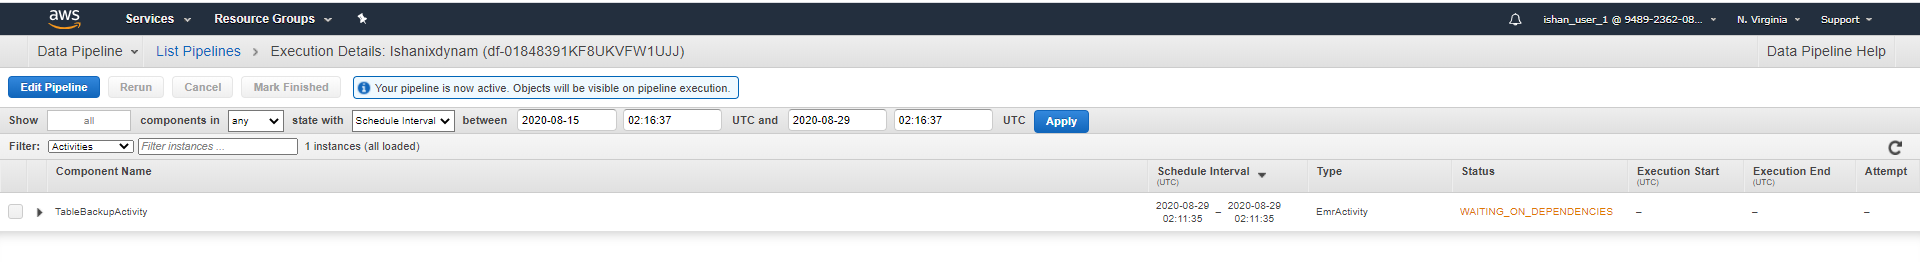 aws Services Resource Groups ishan_user_1 @ 9489-2362-08... N. Virginia Support
Data Pipeline List Pipelines Execution Details: Ishanixdynam (df-01848391KF8UKVFW1UJJ) Data Pipeline Help
Edit Pipeline Rerun Cancel Mark Finished Your pipeline is now active. Objects will be visible on pipeline execution.
Show all components in any state with Schedule Interval between 2020-08-15 02:16:37 UTC and 2020-08-29 02:16:37 UTC Apply
Filter: Activities Filter instances ... 1 instances (all loaded)
Component Name Schedule Interval Type Status Execution Start Execution End Attempt
(UTC) (UTC) (UTC)
TableBackupActivity 2020-08-29 02:11:35 – 2020-08-29 02:11:35 EmrActivity WAITING_ON_DEPENDENCIES – – –